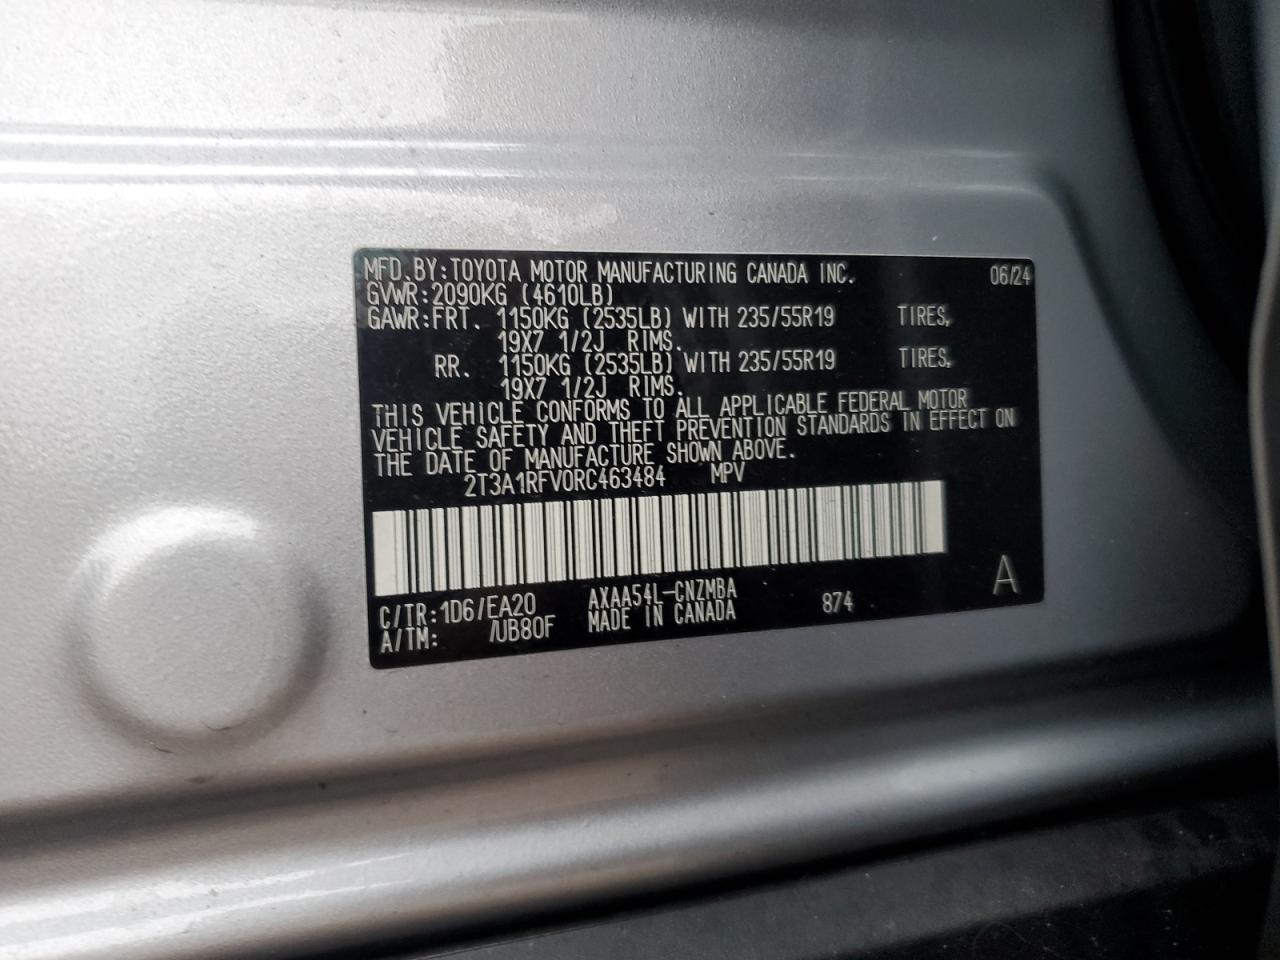 MFD. BY: TOYOTA MOTOR MANUFACTURING CANADA INC. 06/24
GVWR: 2090KG (4610LB)
GAWR: FRT. 1150KG (2535LB) WITH 235/55R19 TIRES,
19X7 1/2J RIMS.
RR. 1150KG (2535LB) WITH 235/55R19 TIRES,
19X7 1/2J RIMS.
THIS VEHICLE CONFORMS TO ALL APPLICABLE FEDERAL MOTOR
VEHICLE SAFETY AND THEFT PREVENTION STANDARDS IN EFFECT ON
THE DATE OF MANUFACTURE SHOWN ABOVE.
2T3A1RFV0RC463484 MPV
A
C/TR: 1D6/EA20 AXAA54L-CNZMBA 874
A/TM: /UB80F MADE IN CANADA